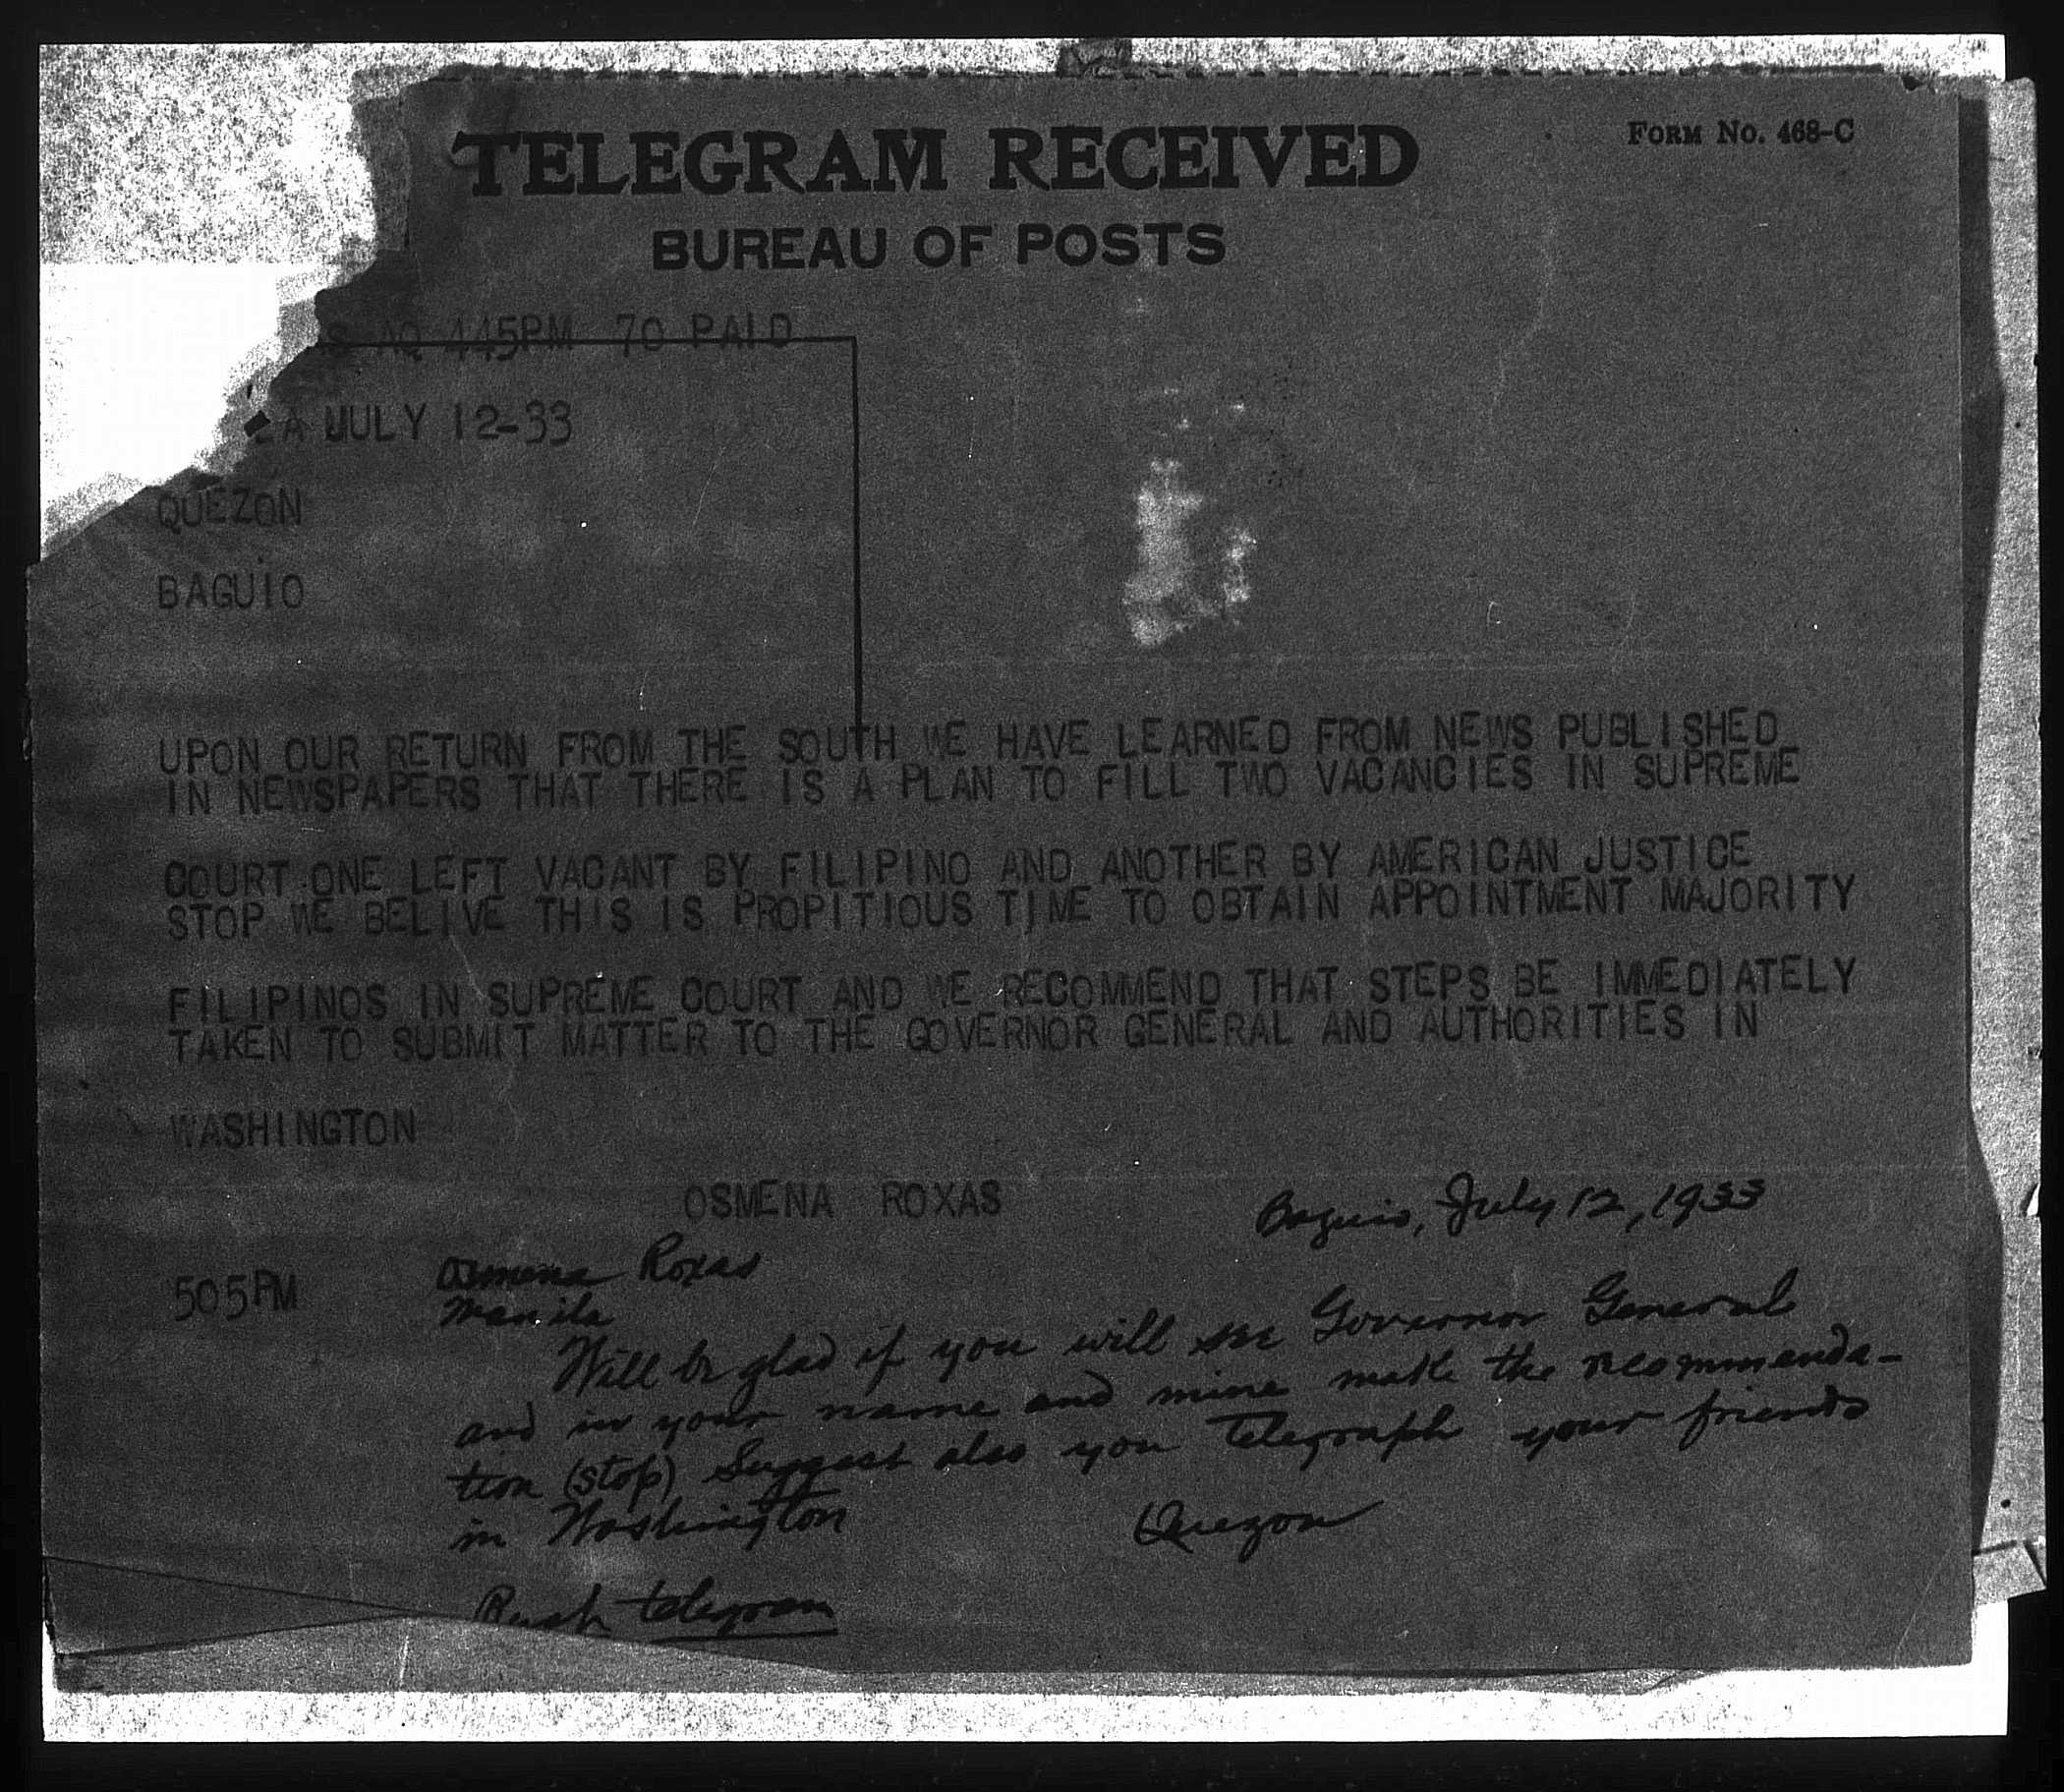 FORM No. 468-C
TELEGRAM RECEIVED
BUREAU OF POSTS
S AQ 445PM 70 PAID
LA JULY 12-33
QUEZON
BAGUIO
UPON OUR RETURN FROM THE SOUTH WE HAVE LEARNED FROM NEWS PUBLISHED
IN NEWSPAPERS THAT THERE IS A PLAN TO FILL TWO VACANCIES IN SUPREME
COURT ONE LEFT VACANT BY FILIPINO AND ANOTHER BY AMERICAN JUSTICE
STOP WE BELIVE THIS IS PROPITIOUS TIME TO OBTAIN APPOINTMENT MAJORITY
FILIPINOS IN SUPREME COURT AND WE RECOMMEND THAT STEPS BE IMMEDIATELY
TAKEN TO SUBMIT MATTER TO THE GOVERNOR GENERAL AND AUTHORITIES IN
WASHINGTON
OSMENA ROXAS
505PM
Baguio, July 12, 1933
Osmena Roxas
Manila
Will be glad if you will see Governor General
and in your name and mine make the recommenda-
tion (stop) Suggest also you telegraph your friends
in Washington
Quezon
Rush telegram